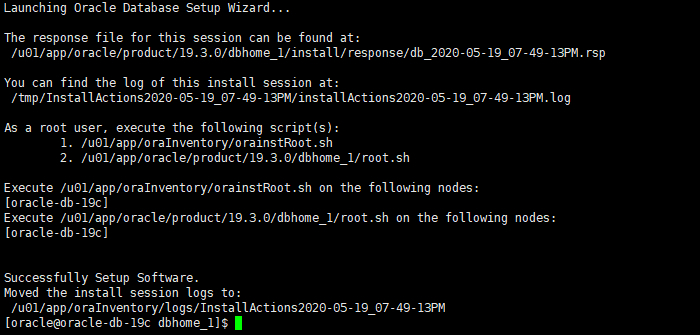 Launching Oracle Database Setup Wizard...
The response file for this session can be found at:
/u01/app/oracle/product/19.3.0/dbhome_1/install/response/db_2020-05-19_07-49-13PM.rsp
You can find the log of this install session at:
/tmp/InstallActions2020-05-19_07-49-13PM/installActions2020-05-19_07-49-13PM.log
As a root user, execute the following script(s):
1. /u01/app/oraInventory/orainstRoot.sh
2. /u01/app/oracle/product/19.3.0/dbhome_1/root.sh
Execute /u01/app/oraInventory/orainstRoot.sh on the following nodes:
[oracle-db-19c]
Execute /u01/app/oracle/product/19.3.0/dbhome_1/root.sh on the following nodes:
[oracle-db-19c]
Successfully Setup Software.
Moved the install session logs to:
/u01/app/oraInventory/logs/InstallActions2020-05-19_07-49-13PM
[oracle@oracle-db-19c dbhome_1]$